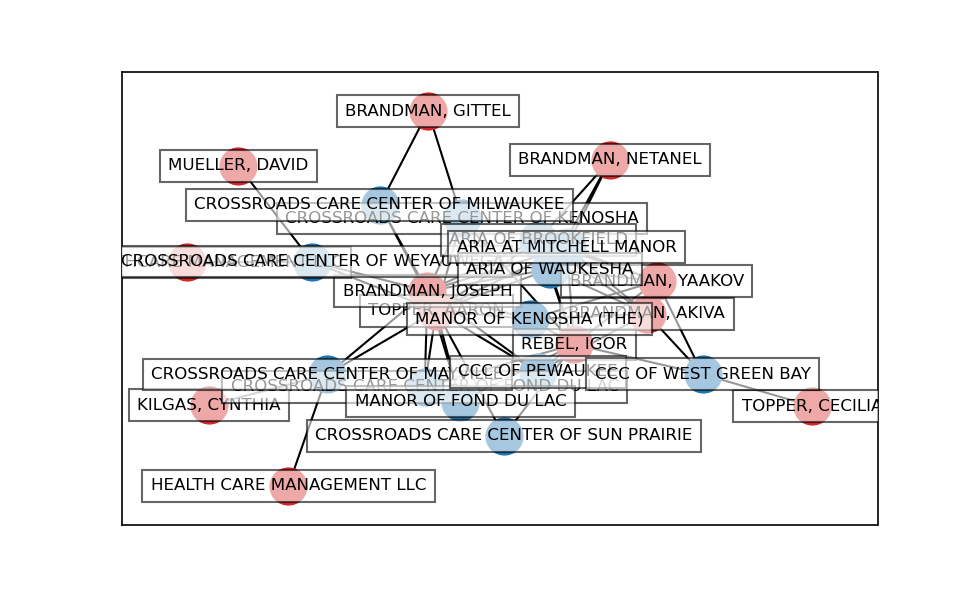 BRANDMAN, GITTEL
BRANDMAN, NETANEL
MUELLER, DAVID
CROSSROADS CARE CENTER OF MILWAUKEE
CROSSROADS CARE CENTER OF KENOSHA
ARIA OF BROOKFIELD
ARIA AT MITCHELL MANOR
CROSSROADS CARE CENTER OF WEYAU
ARIA OF WAUKESHA
BRANDMAN, YAAKOV
BRANDMAN, JOSEPH
TOPPER, AARON
BRANDMAN, AKIVA
MANOR OF KENOSHA (THE)
REBEL, IGOR
CROSSROADS CARE CENTER OF MA
CCC OF PEWAUKEE
CCC OF WEST GREEN BAY
CROSSROADS CARE CENTER OF FOND DU LAC
MANOR OF FOND DU LAC
KILGAS, CYNTHIA
TOPPER, CECILIA
CROSSROADS CARE CENTER OF SUN PRAIRIE
HEALTH CARE MANAGEMENT LLC